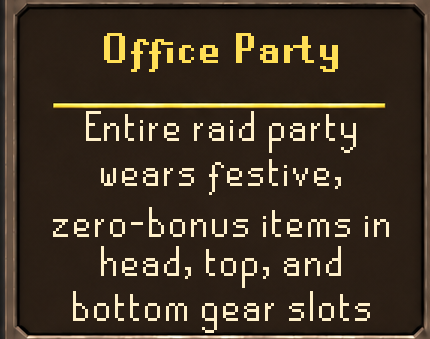 Office Party
Entire raid party
wears festive,
zero-bonus items in
head, top, and
bottom gear slots